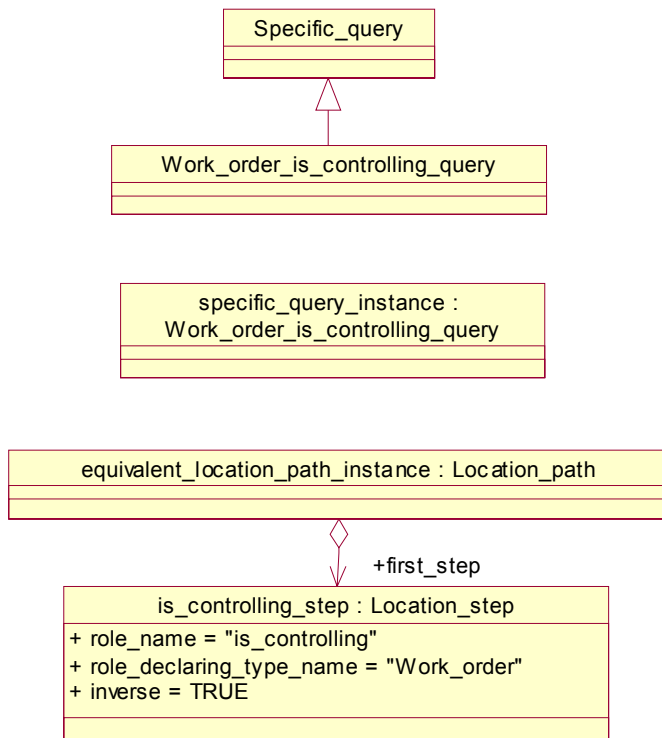 Specific_query
Work_order_is_controlling_query
specific_query_instance :
Work_order_is_controlling_query
equivalent_location_path_instance : Location_path
+first_step
is_controlling_step : Location_step
+ role_name = "is_controlling"
+ role_declaring_type_name = "Work_order"
+ inverse = TRUE